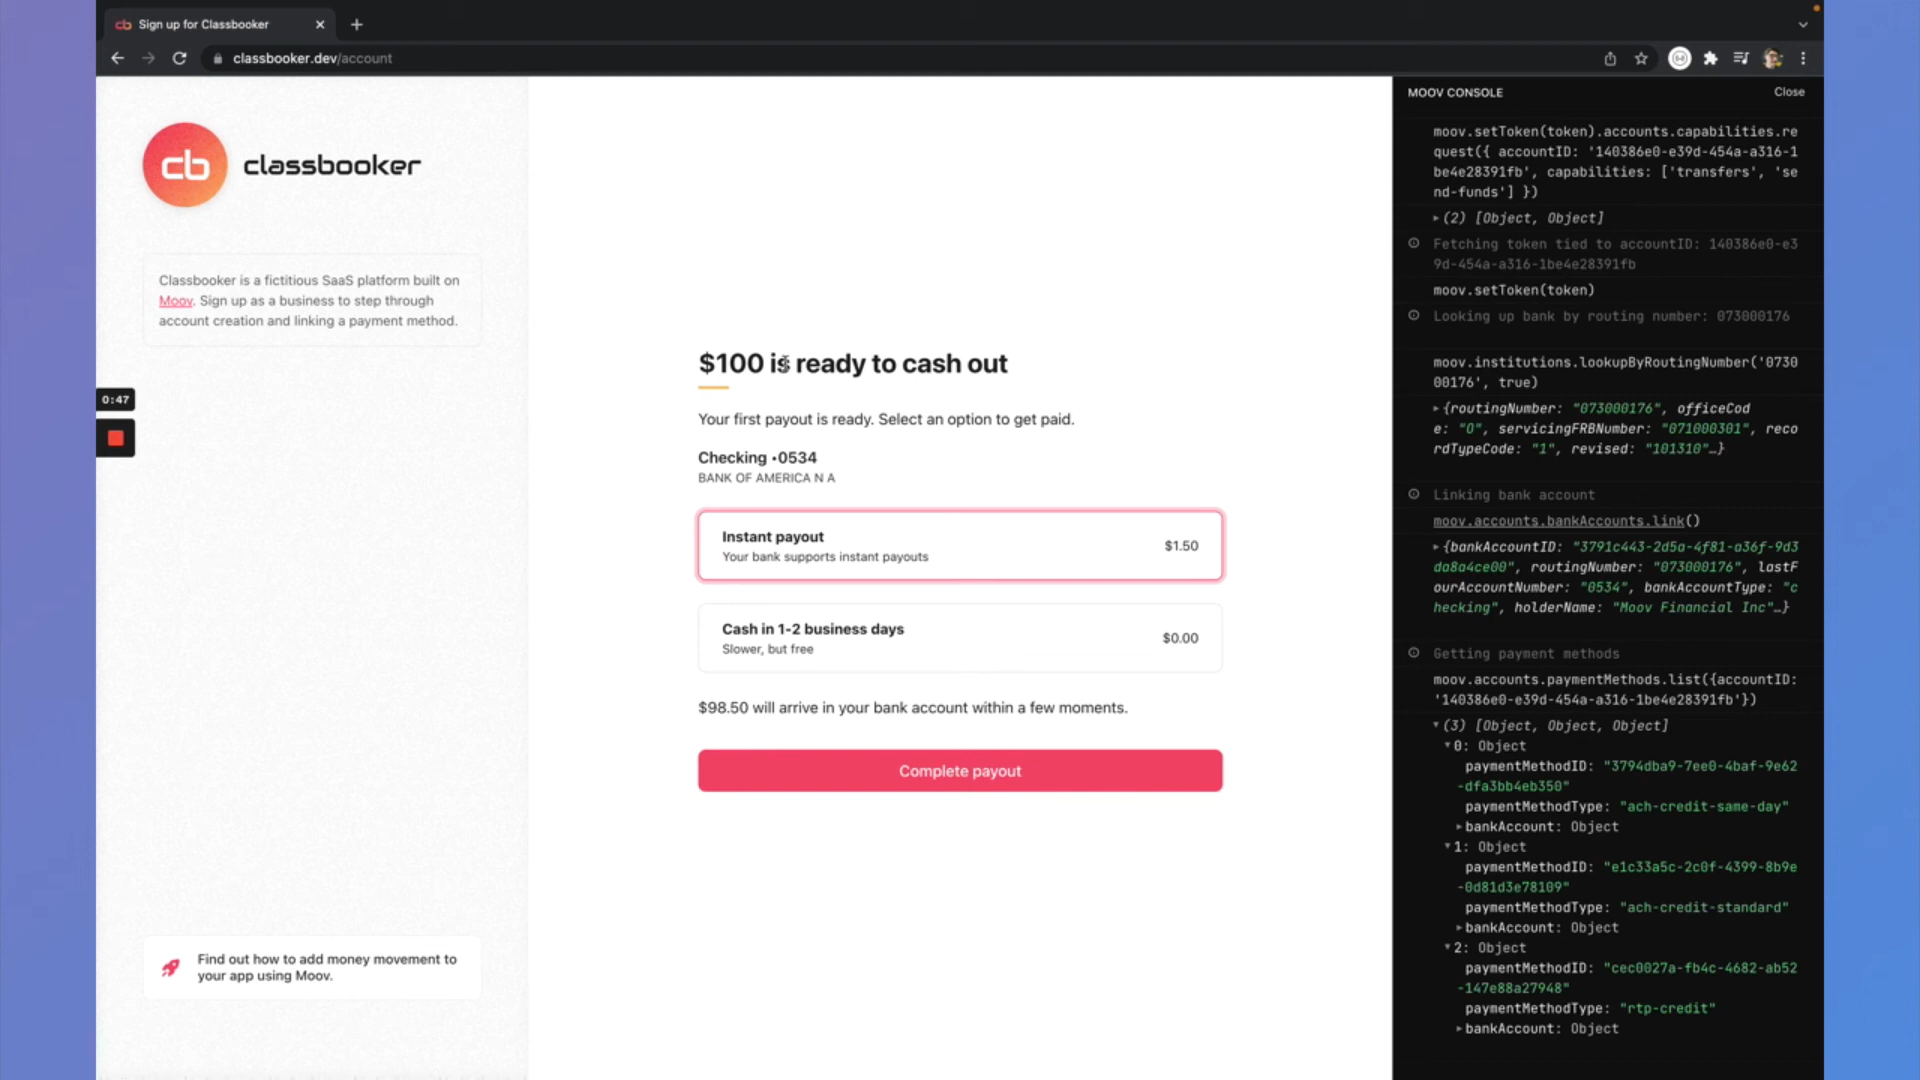 Sign up for Classbooker
classbooker.dev/account
cb classbooker
Classbooker is a fictitious SaaS platform built on
Moov. Sign up as a business to step through
account creation and linking a payment method.
0:47
Find out how to add money movement to
your app using Moov.
$100 is ready to cash out
Your first payout is ready. Select an option to get paid.
Checking •0534
BANK OF AMERICA N A
Instant payout
Your bank supports instant payouts
$1.50
Cash in 1-2 business days
Slower, but free
$0.00
$98.50 will arrive in your bank account within a few moments.
Complete payout
MOOV CONSOLE
Close
moov.setToken(token).accounts.capabilities.re
quest({ accountID: '140386e0-e39d-454a-a316-1
be4e28391fb', capabilities: ['transfers', 'se
nd-funds'] })
(2) [Object, Object]
Fetching token tied to accountID: 140386e0-e3
9d-454a-a316-1be4e28391fb
moov.setToken(token)
Looking up bank by routing number: 073000176
moov.institutions.lookupByRoutingNumber('0730
00176', true)
{routingNumber: "073000176", officeCod
e: "O", servicingFRBNumber: "071000301", reco
rdTypeCode: "1", revised: "101310"…}
Linking bank account
moov.accounts.bankAccounts.link()
{bankAccountID: "3791c443-2d5a-4f81-a36f-9d3
da8a4ce00", routingNumber: "073000176", lastF
ourAccountNumber: "0534", bankAccountType: "c
hecking", holderName: "Moov Financial Inc"…}
Getting payment methods
moov.accounts.paymentMethods.list({accountID:
'140386e0-e39d-454a-a316-1be4e28391fb'})
(3) [Object, Object, Object]
0: Object
paymentMethodID: "3794dba9-7ee0-4baf-9e62
-dfa3bb4eb350"
paymentMethodType: "ach-credit-same-day"
bankAccount: Object
1: Object
paymentMethodID: "e1c33a5c-2c0f-4399-8b9e
-0d81d3e78109"
paymentMethodType: "ach-credit-standard"
bankAccount: Object
2: Object
paymentMethodID: "cec0027a-fb4c-4682-ab52
-147e88a27948"
paymentMethodType: "rtp-credit"
bankAccount: Object